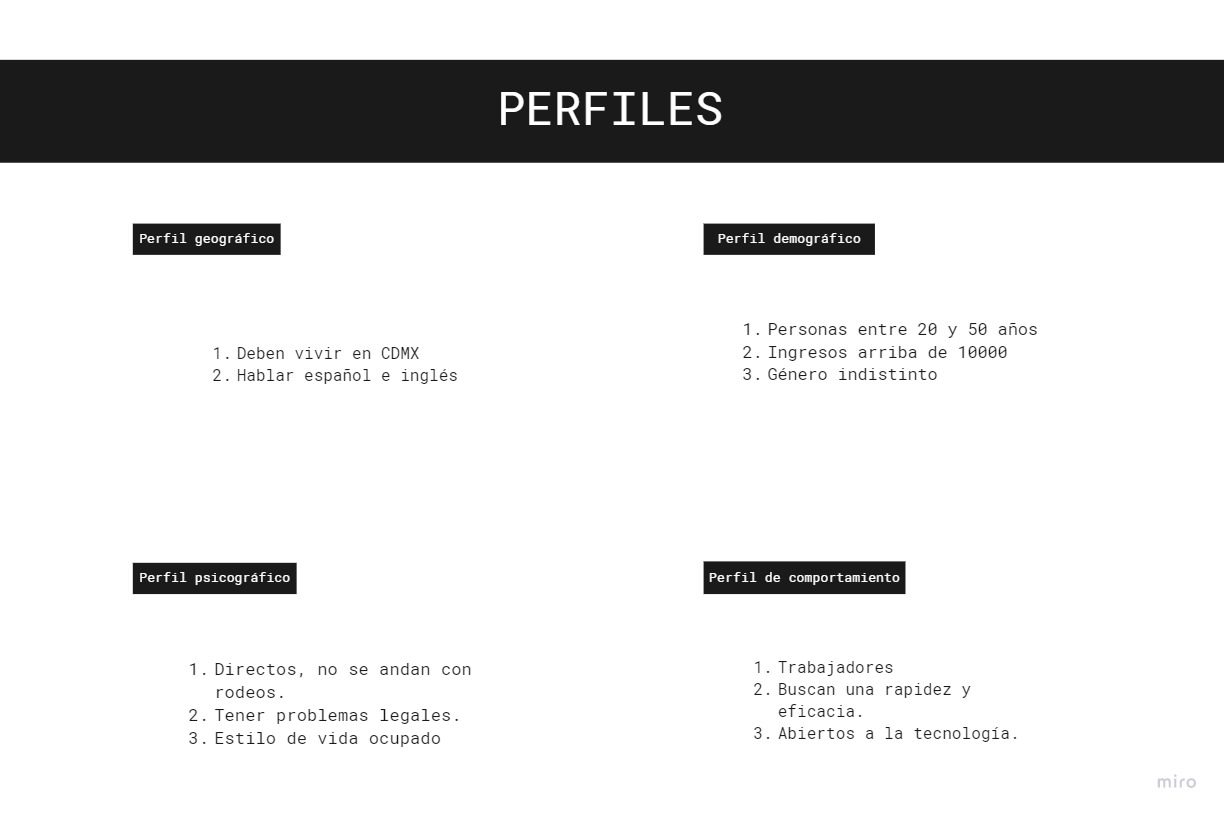 PERFILES
Perfil geográfico
1. Deben vivir en CDMX
2. Hablar español e inglés
Perfil demográfico
1. Personas entre 20 y 50 años
2. Ingresos arriba de 10000
3. Género indistinto
Perfil psicográfico
1. Directos, no se andan con
rodeos.
2. Tener problemas legales.
3. Estilo de vida ocupado
Perfil de comportamiento
1. Trabajadores
2. Buscan una rapidez y
eficacia.
3. Abiertos a la tecnología.
miro